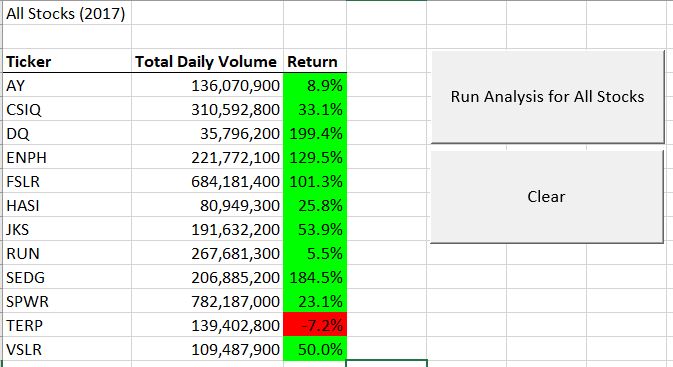 All Stocks (2017)
Ticker Total Daily Volume Return
AY 136,070,900 8.9%
CSIQ 310,592,800 33.1%
DQ 35,796,200 199.4%
ENPH 221,772,100 129.5%
FSLR 684,181,400 101.3%
HASI 80,949,300 25.8%
JKS 191,632,200 53.9%
RUN 267,681,300 5.5%
SEDG 206,885,200 184.5%
SPWR 782,187,000 23.1%
TERP 139,402,800 -7.2%
VSLR 109,487,900 50.0%
Run Analysis for All Stocks
Clear